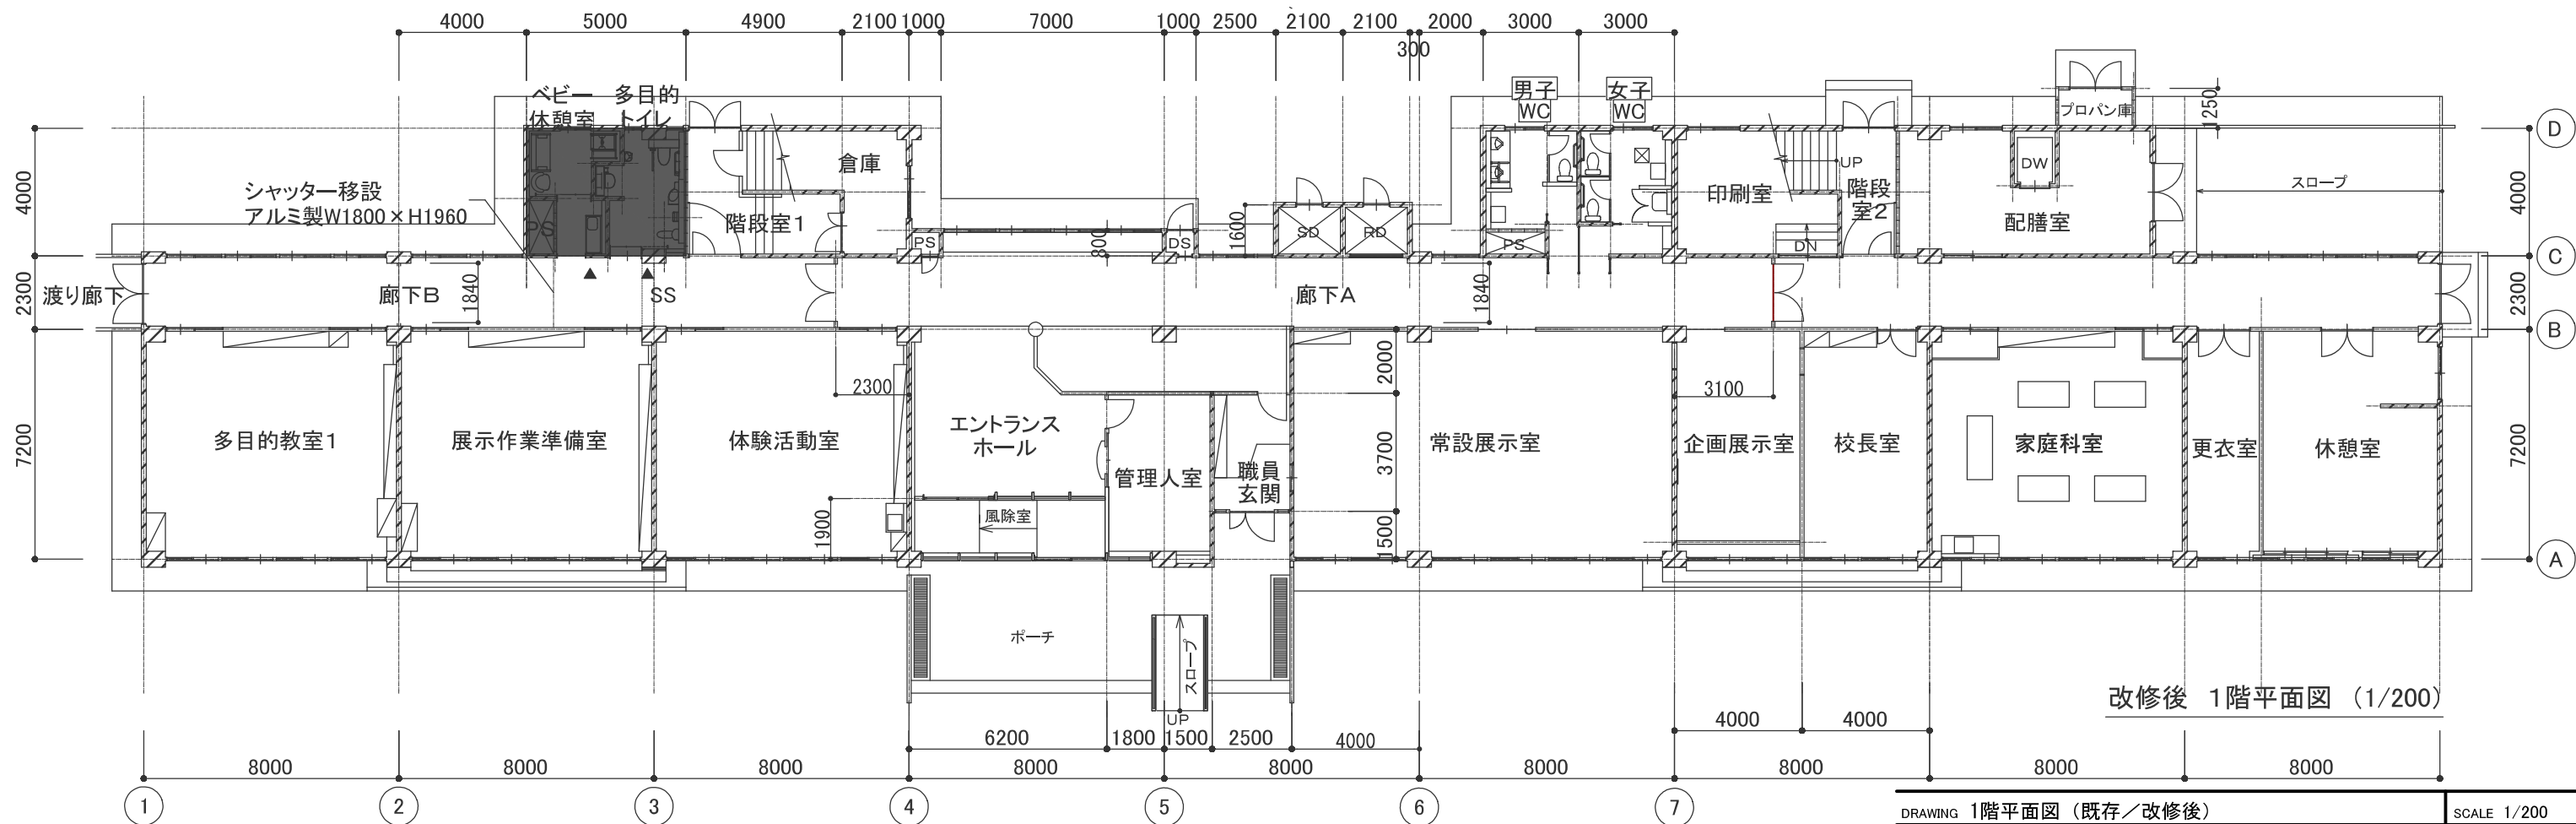 4000 5000 4900 2100 1000 7000 1000 2500 2100 2100 2000 3000 3000
300
ベビー
休憩室
多目的
トイレ
男子
WC
女子
WC
プロパン庫
1250
D
4000
シャッター移設
アルミ製W1800×H1960
PS
倉庫
階段室1
PS
800
DS
1600
SD
RD
PS
印刷室
UP
階段
室2
DN
DW
配膳室
スロープ
4000
C
2300
渡り廊下
廊下B
1840
SS
廊下A
1840
2300
B
7200
多目的教室1
展示作業準備室
体験活動室
2300
1900
エントランス
ホール
風除室
管理人室
職員
玄関
2000
3700
1500
常設展示室
3100
企画展示室
校長室
家庭科室
更衣室
休憩室
7200
A
ポーチ
スロープ
UP
改修後 1階平面図 (1/200)
6200 1800 1500 2500 4000
4000 4000
8000 8000 8000 8000 8000 8000 8000 8000 8000
1 2 3 4 5 6 7
DRAWING 1階平面図 (既存／改修後)
SCALE 1/200